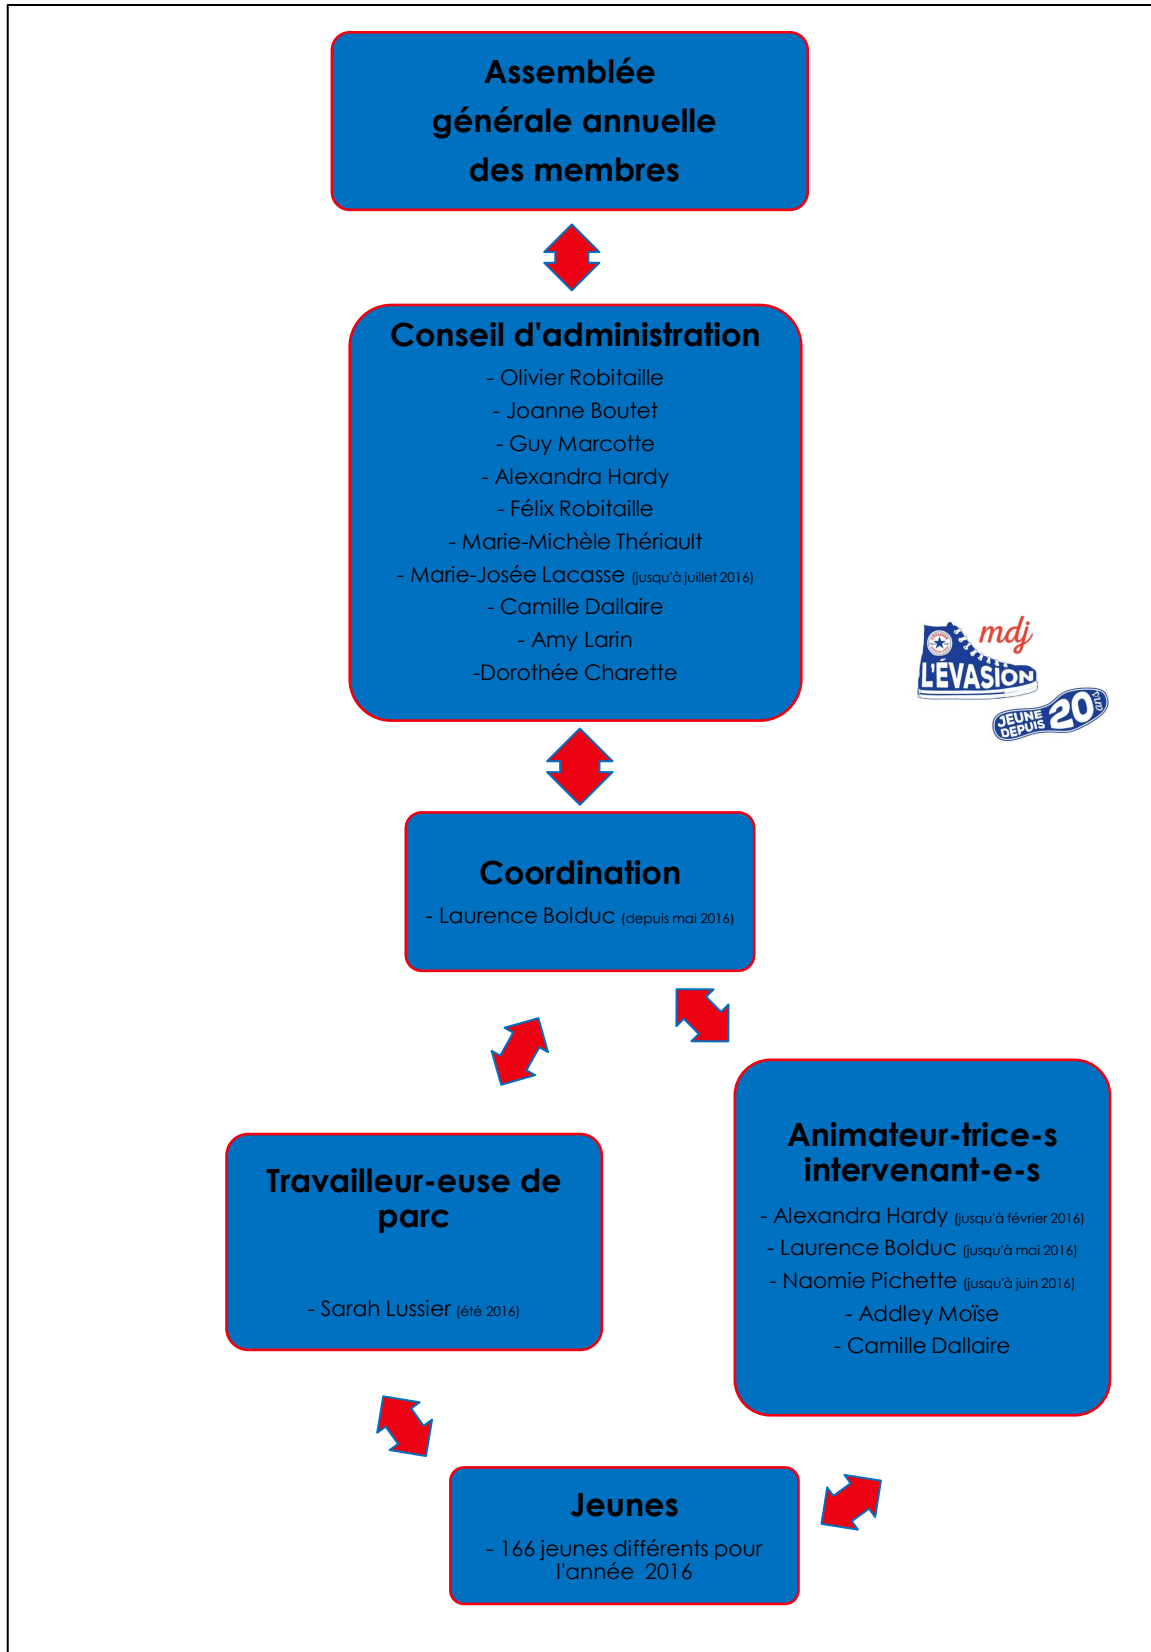 Assemblée
générale annuelle
des membres
Conseil d'administration
- Olivier Robitaille
- Joanne Boutet
- Guy Marcotte
- Alexandra Hardy
- Félix Robitaille
- Marie-Michèle Thériault
- Marie-Josée Lacasse (jusqu'à juillet 2016)
- Camille Dallaire
- Amy Larin
-Dorothée Charette
mdj
L'ÉVASION
JEUNE
DEPUIS 20
ans
Coordination
- Laurence Bolduc (depuis mai 2016)
Travailleur-euse de
parc
- Sarah Lussier (été 2016)
Animateur-trice-s
intervenant-e-s
- Alexandra Hardy (jusqu'à février 2016)
- Laurence Bolduc (jusqu'à mai 2016)
- Naomie Pichette (jusqu'à juin 2016)
- Addley Moïse
- Camille Dallaire
Jeunes
- 166 jeunes différents pour
l'année  2016